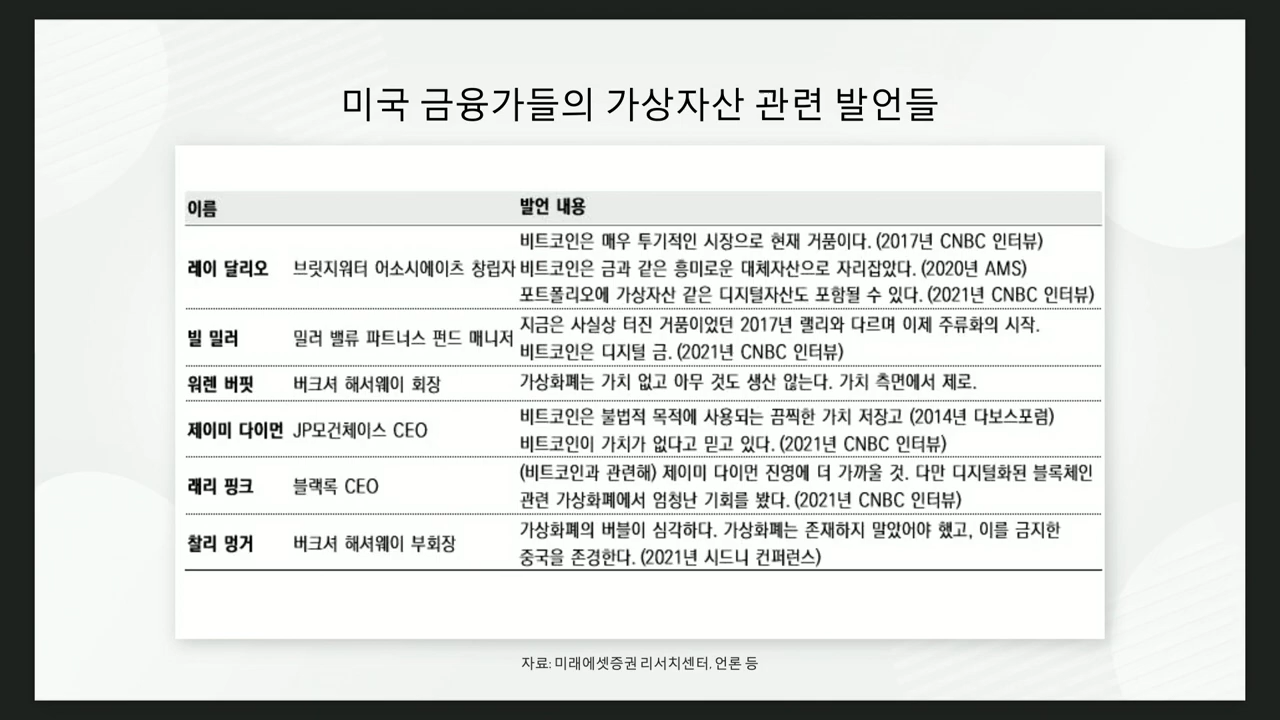 미국 금융가들의 가상자산 관련 발언들
이름 발언 내용
레이 달리오 브릿지워터 어소시에이츠 창립자
비트코인은 매우 투기적인 시장으로 현재 거품이다. (2017년 CNBC 인터뷰)
비트코인은 금과 같은 흥미로운 대체자산으로 자리잡았다. (2020년 AMS)
포트폴리오에 가상자산 같은 디지털자산도 포함될 수 있다. (2021년 CNBC 인터뷰)
빌 밀러 밀러 밸류 파트너스 펀드 매니저
지금은 사실상 터진 거품이었던 2017년 랠리와 다르며 이제 주류화의 시작.
비트코인은 디지털 금. (2021년 CNBC 인터뷰)
워렌 버핏 버크셔 해서웨이 회장 가상화폐는 가치 없고 아무 것도 생산 않는다. 가치 측면에서 제로.
제이미 다이먼 JP모건체이스 CEO
비트코인은 불법적 목적에 사용되는 끔찍한 가치 저장고 (2014년 다보스포럼)
비트코인이 가치가 없다고 믿고 있다. (2021년 CNBC 인터뷰)
래리 핑크 블랙록 CEO
(비트코인과 관련해) 제이미 다이먼 진영에 더 가까울 것. 다만 디지털화된 블록체인
관련 가상화폐에서 엄청난 기회를 봤다. (2021년 CNBC 인터뷰)
찰리 멍거 버크셔 해셔웨이 부회장
가상화폐의 버블이 심각하다. 가상화폐는 존재하지 말았어야 했고, 이를 금지한
중국을 존경한다. (2021년 시드니 컨퍼런스)
자료: 미래에셋증권 리서치센터, 언론 등